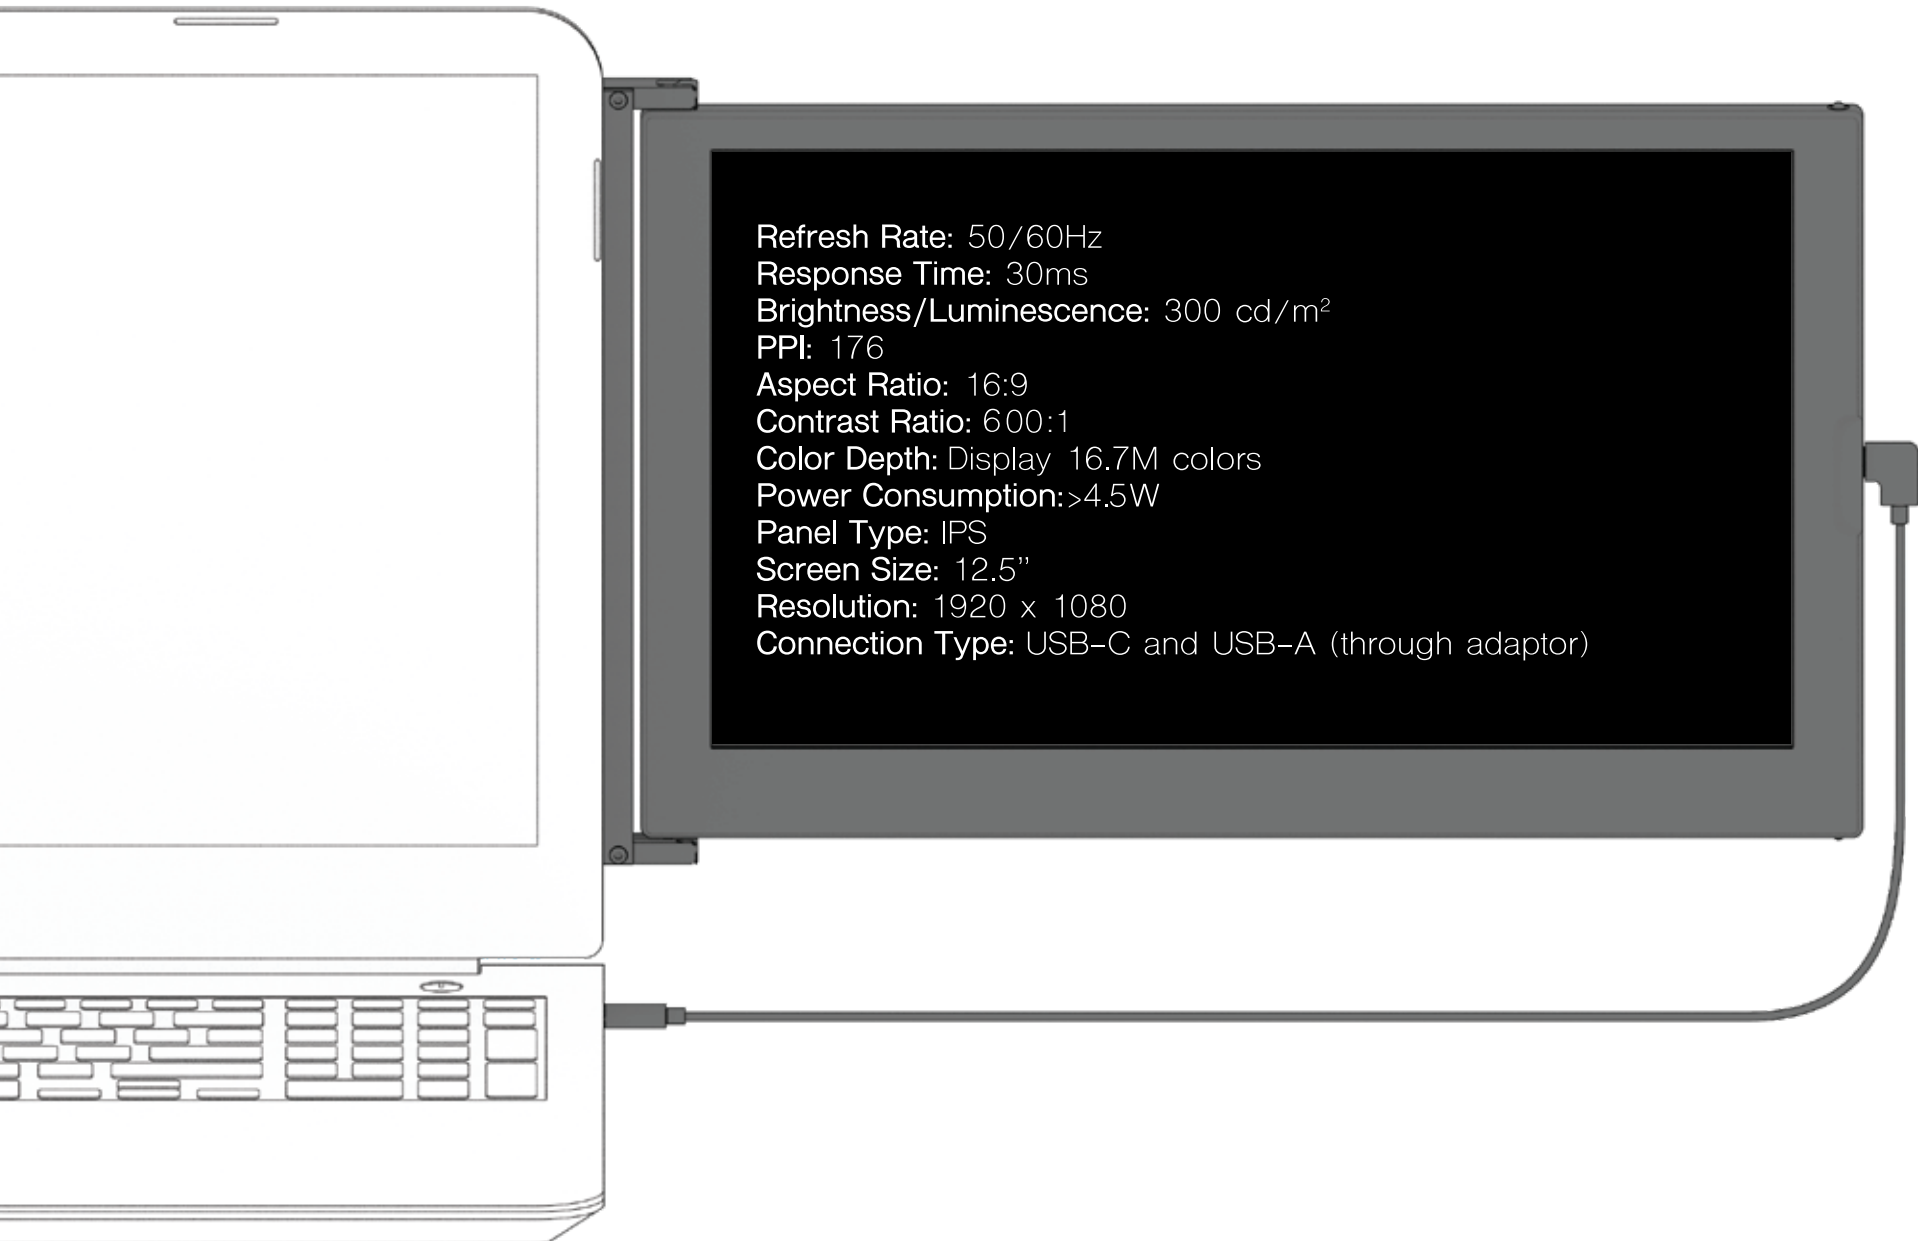 Refresh Rate: 50/60Hz
Response Time: 30ms
Brightness/Luminescence: 300 cd/m²
PPI: 176
Aspect Ratio: 16:9
Contrast Ratio: 600:1
Color Depth: Display 16.7M colors
Power Consumption:>4.5W
Panel Type: IPS
Screen Size: 12.5”
Resolution: 1920 x 1080
Connection Type: USB-C and USB-A (through adaptor)